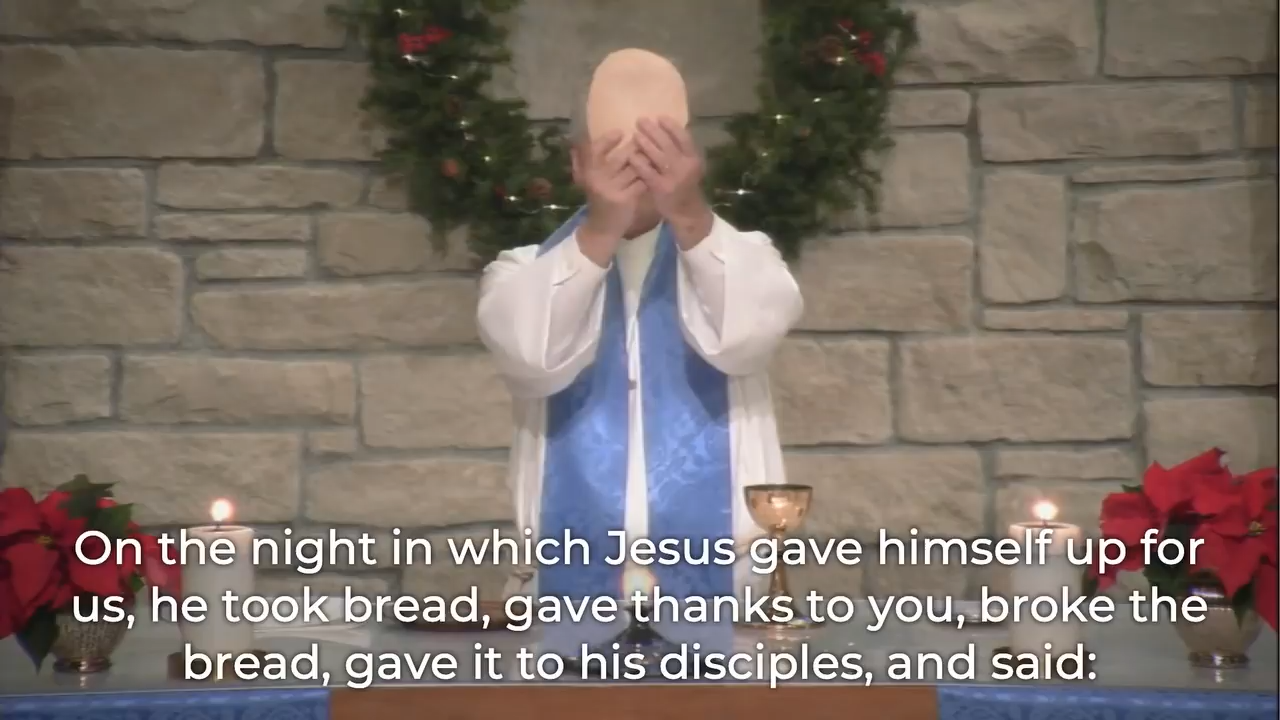 On the night in which Jesus gave himself up for
us, he took bread, gave thanks to you, broke the
bread, gave it to his disciples, and said: